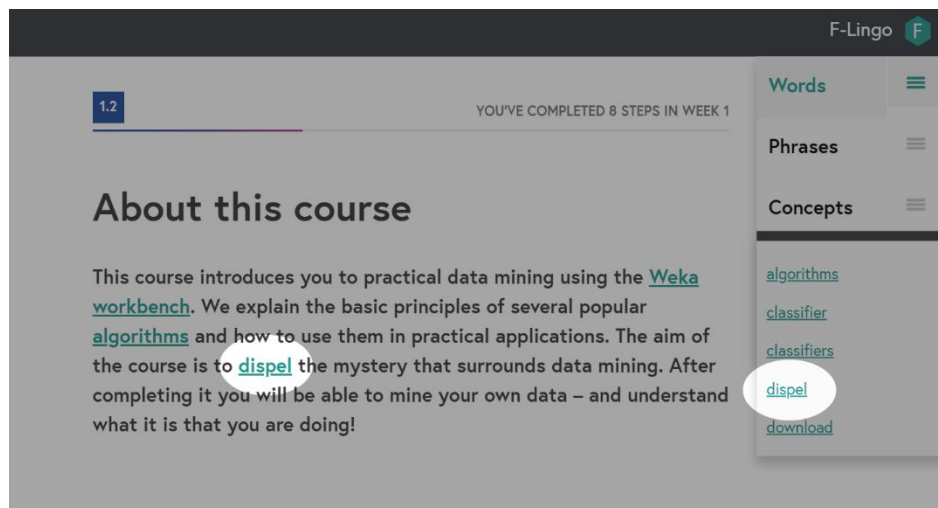 F-Lingo F
Words
1.2
YOU'VE COMPLETED 8 STEPS IN WEEK 1
Phrases
About this course
Concepts
This course introduces you to practical data mining using the Weka
workbench. We explain the basic principles of several popular
algorithms and how to use them in practical applications. The aim of
the course is to dispel the mystery that surrounds data mining. After
completing it you will be able to mine your own data – and understand
what it is that you are doing!
algorithms
classifier
classifiers
dispel
download